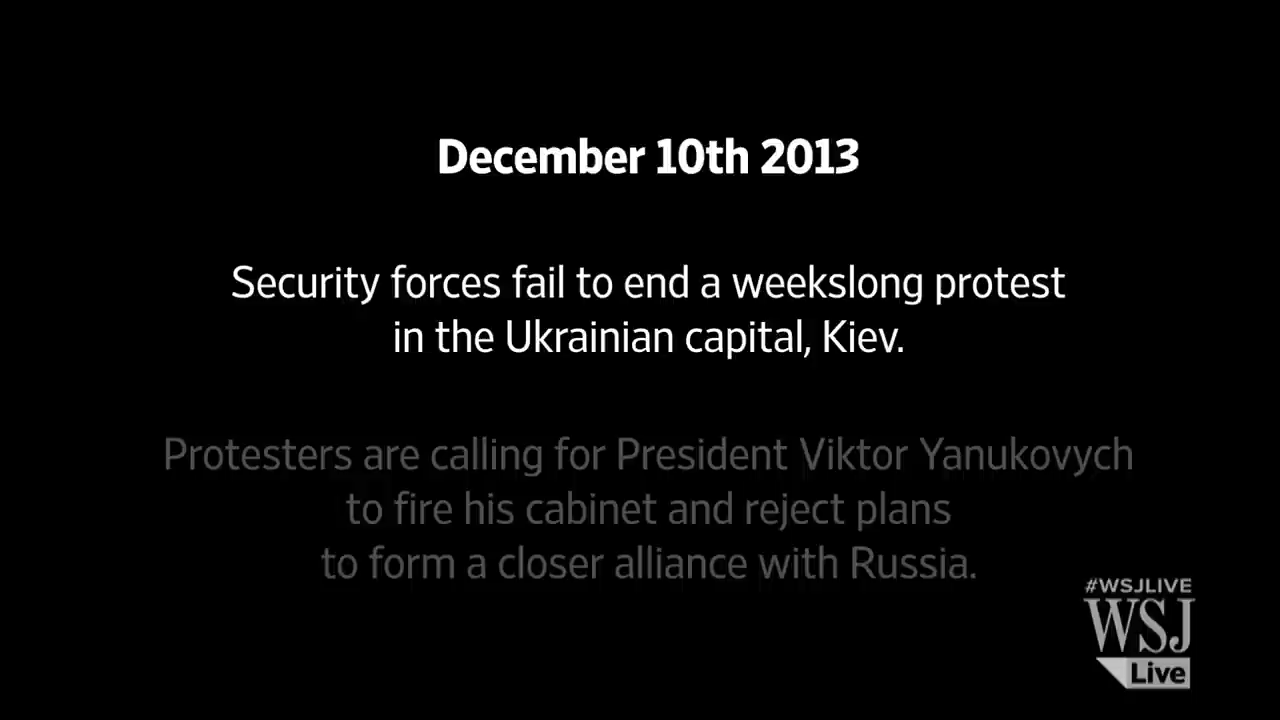 December 10th 2013
Security forces fail to end a weekslong protest
in the Ukrainian capital, Kiev.
Protesters are calling for President Viktor Yanukovych
to fire his cabinet and reject plans
to form a closer alliance with Russia.
#WSJLIVE
WSJ
Live